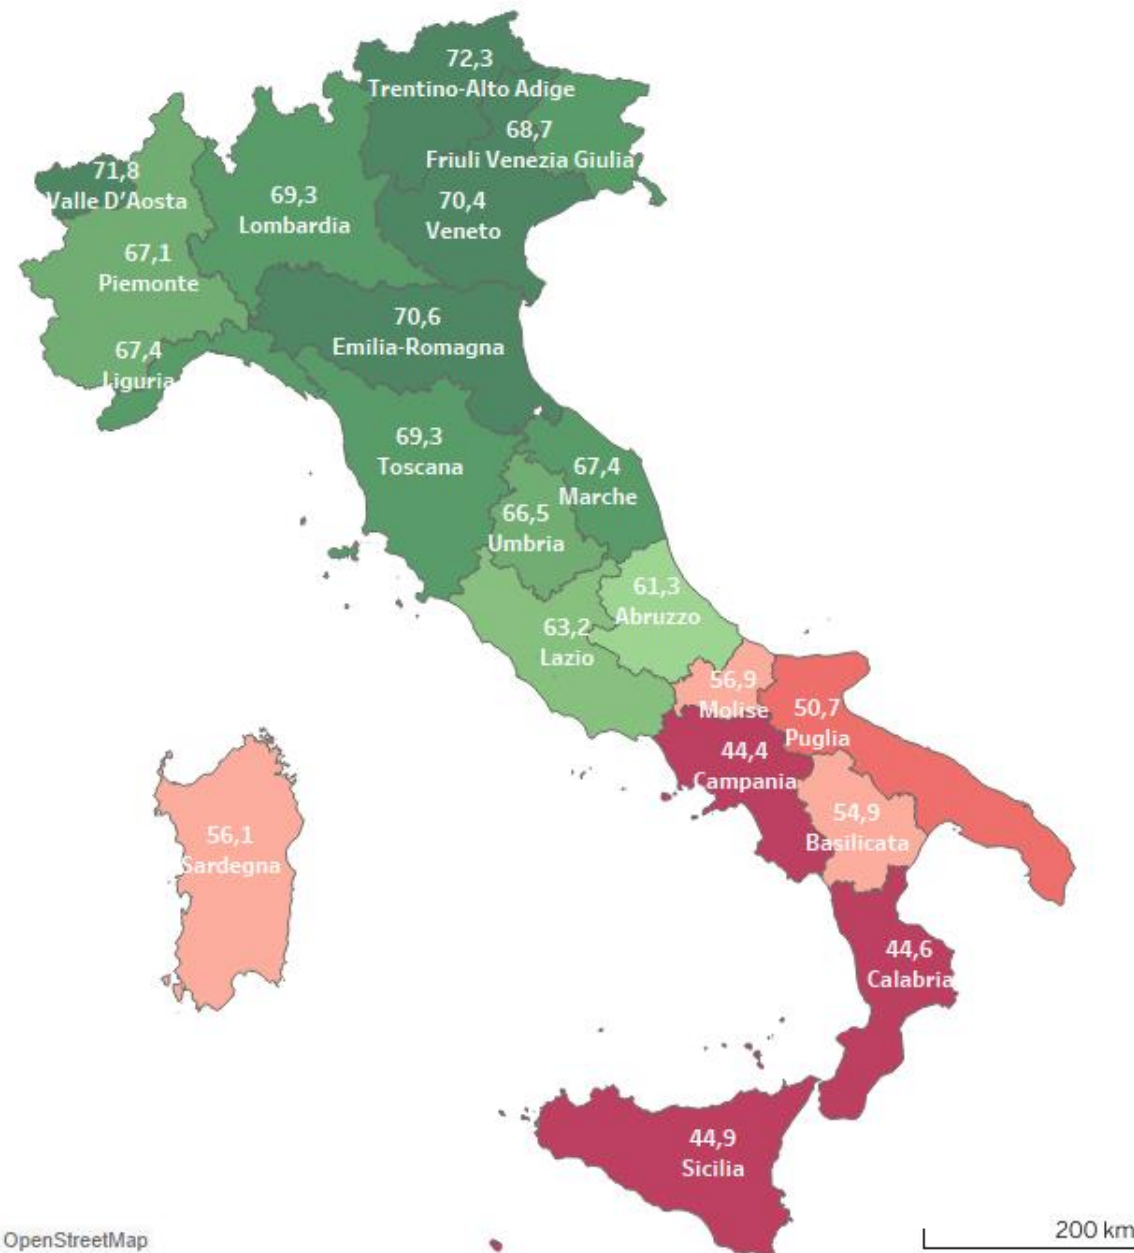 72,3
Trentino-Alto Adige
68,7
Friuli Venezia Giulia
71,8
Valle D'Aosta
69,3
Lombardia
70,4
Veneto
67,1
Piemonte
70,6
Emilia-Romagna
67,4
Liguria
69,3
Toscana
67,4
Marche
66,5
Umbria
61,3
Abruzzo
63,2
Lazio
56,9
Molise
50,7
Puglia
44,4
Campania
54,9
Basilicata
56,1
Sardegna
44,6
Calabria
44,9
Sicilia
OpenStreetMap
200 km